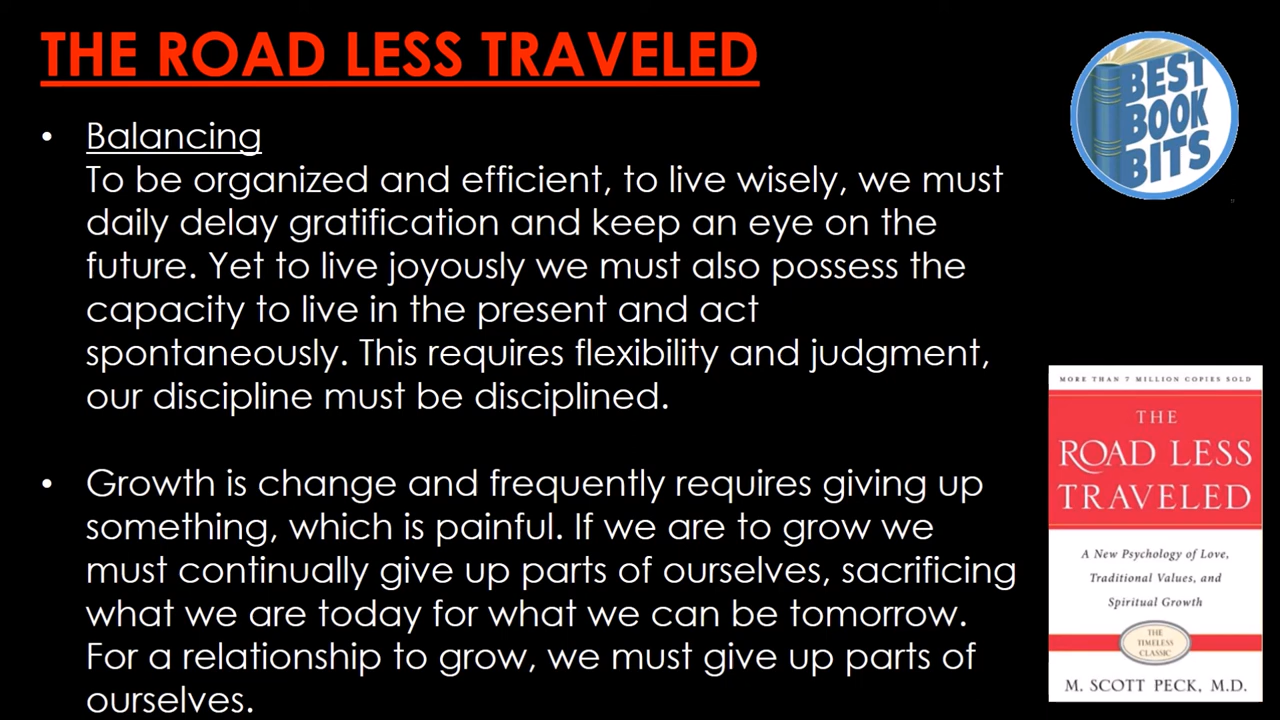 THE ROAD LESS TRAVELED
BEST
BOOK
BITS
• Balancing
To be organized and efficient, to live wisely, we must
daily delay gratification and keep an eye on the
future. Yet to live joyously we must also possess the
capacity to live in the present and act
spontaneously. This requires flexibility and judgment,
our discipline must be disciplined.
• Growth is change and frequently requires giving up
something, which is painful. If we are to grow we
must continually give up parts of ourselves, sacrificing
what we are today for what we can be tomorrow.
For a relationship to grow, we must give up parts of
ourselves.
MORE THAN 7 MILLION COPIES SOLD
THE
ROAD LESS
TRAVELED
A New Psychology of Love,
Traditional Values, and
Spiritual Growth
THE
TIMELESS
CLASSIC
M. SCOTT PECK, M.D.